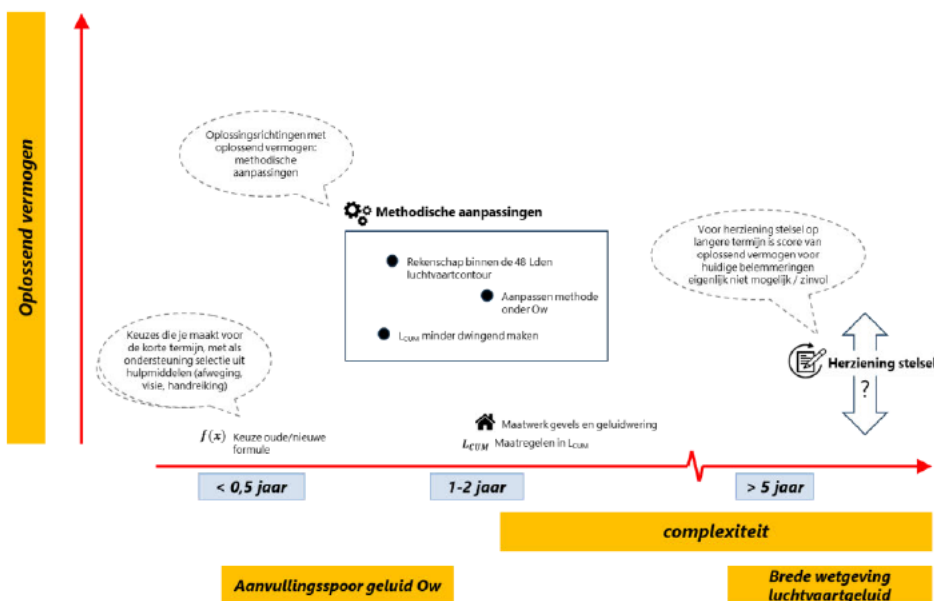 Oplossend vermogen
Oplossingsrichtingen met
oplossend vermogen:
methodische
aanpassingen
Methodische aanpassingen
Rekenschap binnen de 48 Lden
luchtvaartcontour
Aanpassen methode
onder Ow
LCUM minder dwingend maken
Voor herziening stelsel op
langere termijn is score van
oplossend vermogen voor
huidige belemmeringen
eigenlijk niet mogelijk / zinvol
Keuzes die je maakt voor
de korte termijn, met als
ondersteuning selectie uit
hulpmiddelen (afweging,
visie, handreiking)
Herziening stelsel
?
f(x) Keuze oude/nieuwe
formule
Maatwerk gevels en geluidwering
LCUM Maatregelen in LCUM
< 0,5 jaar
1-2 jaar
> 5 jaar
complexiteit
Aanvullingsspoor geluid Ow
Brede wetgeving
luchtvaartgeluid